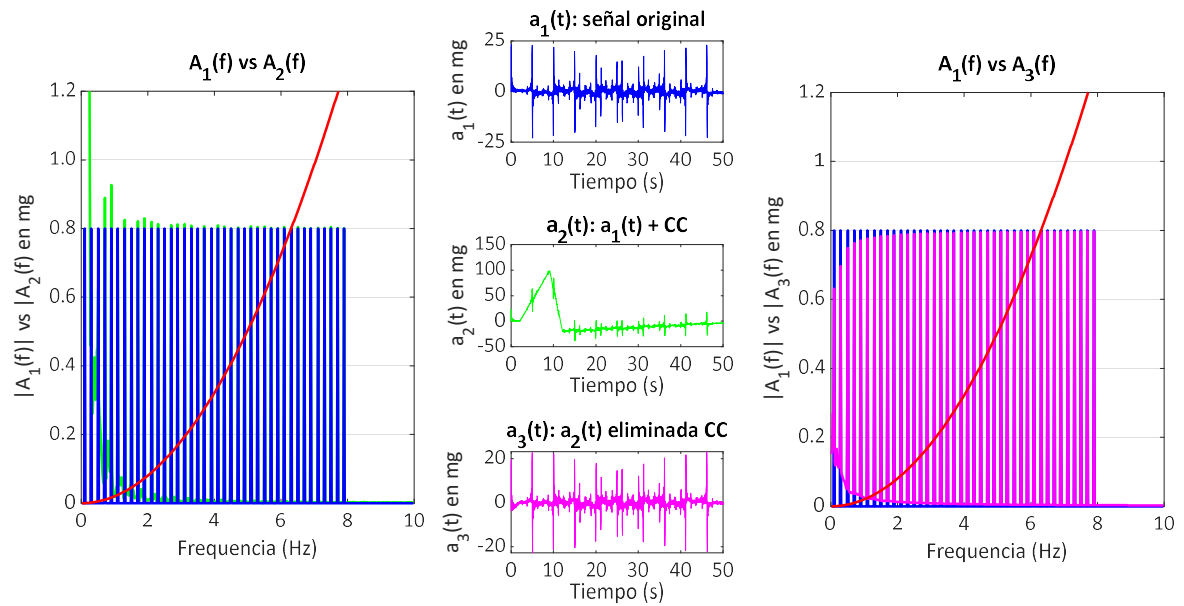 A1(f) vs A2(f)
|A1(f)| vs |A2(f) en mg
1.2
1.0
0.8
0.6
0.4
0.2
0
0 2 4 6 8 10
Frequencia (Hz)
a1(t): señal original
a1(t) en mg
25
0
-25
0 10 20 30 40 50
Tiempo (s)
a2(t): a1(t) + CC
a2(t) en mg
150
100
50
0
-50
0 10 20 30 40 50
Tiempo (s)
a3(t): a2(t) eliminada CC
a3(t) en mg
20
0
-20
0 10 20 30 40 50
Tiempo (s)
A1(f) vs A3(f)
|A1(f)| vs |A3(f) en mg
1.2
1
0.8
0.6
0.4
0.2
0
0 2 4 6 8 10
Frequencia (Hz)